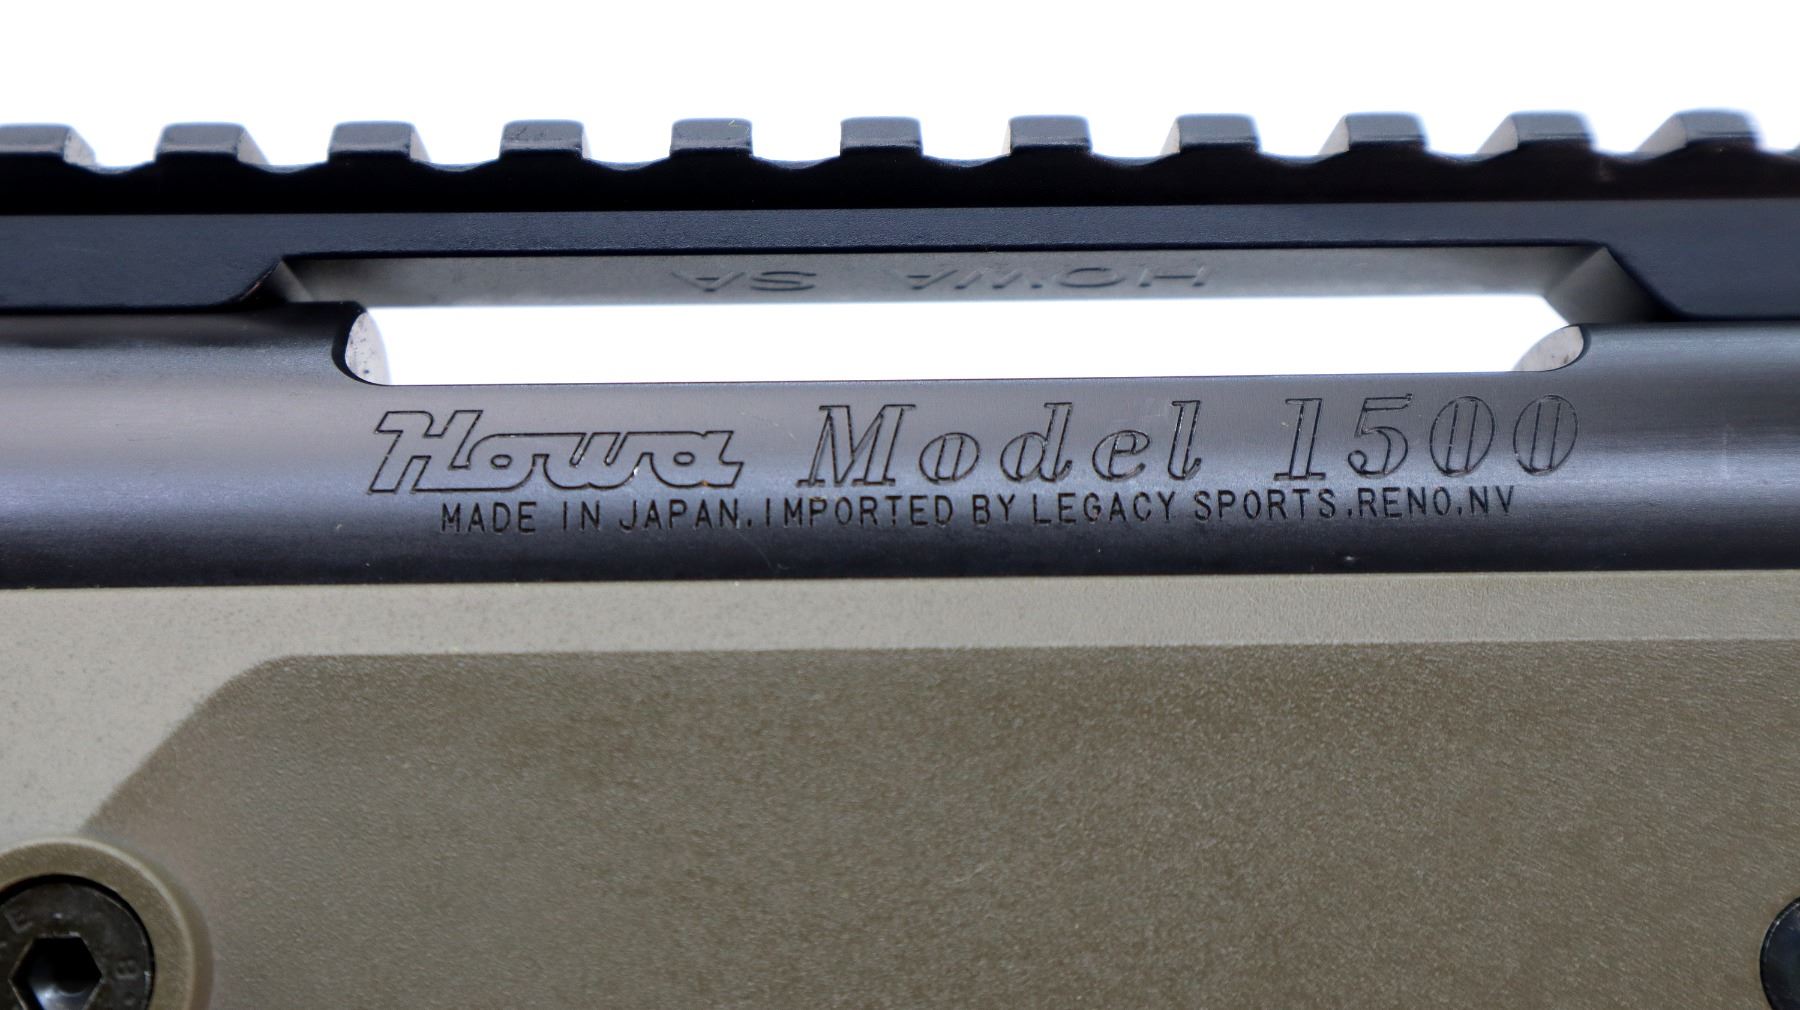 HOWA SA
Howa Model 1500
MADE IN JAPAN.IMPORTED BY LEGACY SPORTS.RENO.NV